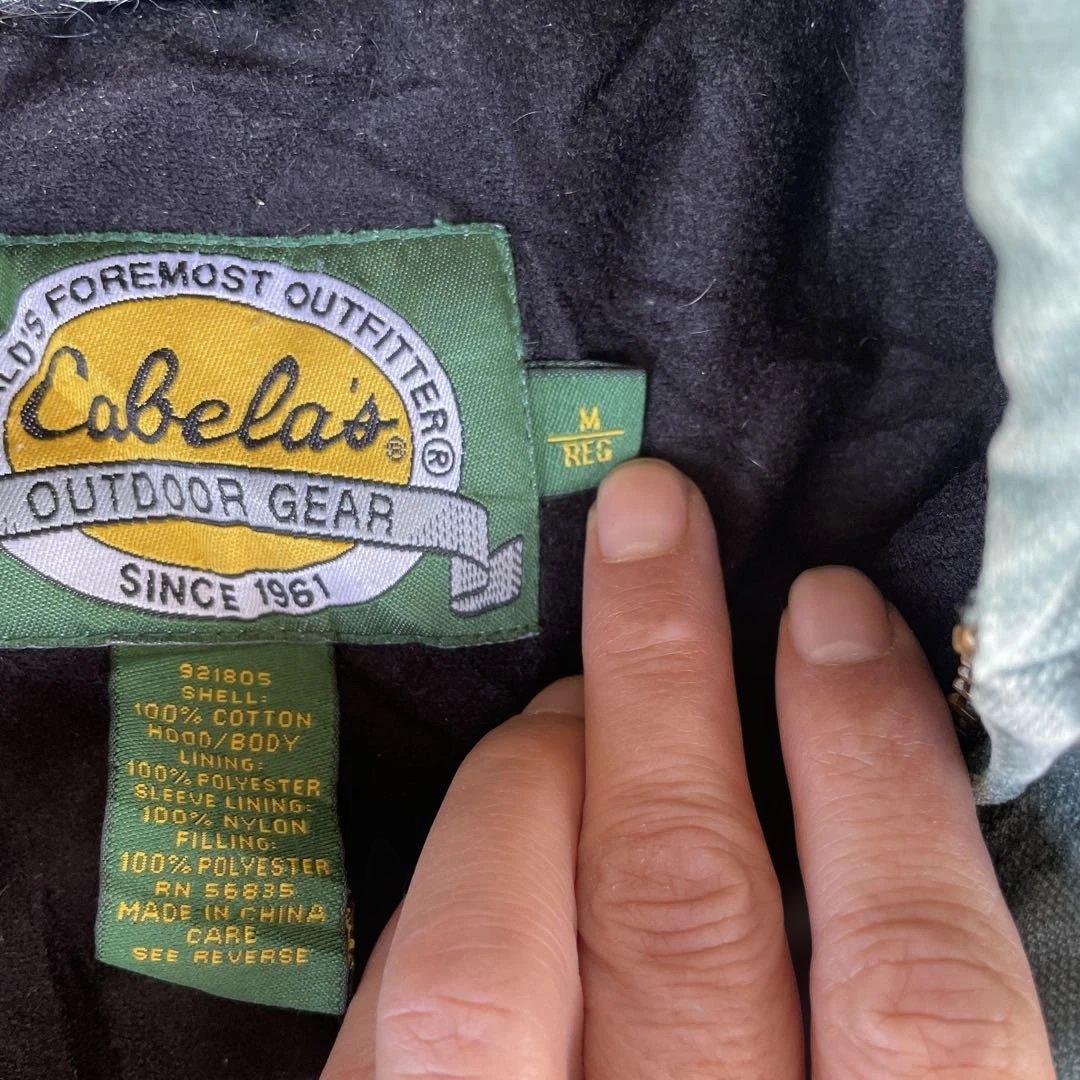 FOREMOST OUTFITTER®
Cabela's®
OUTDOOR GEAR
SINCE 1961
M
REG
921805
SHELL:
100% COTTON
HOOD/BODY
LINING:
100% POLYESTER
SLEEVE LINING:
100% NYLON
FILLING:
100% POLYESTER
RN 56835
MADE IN CHINA
CARE
SEE REVERSE